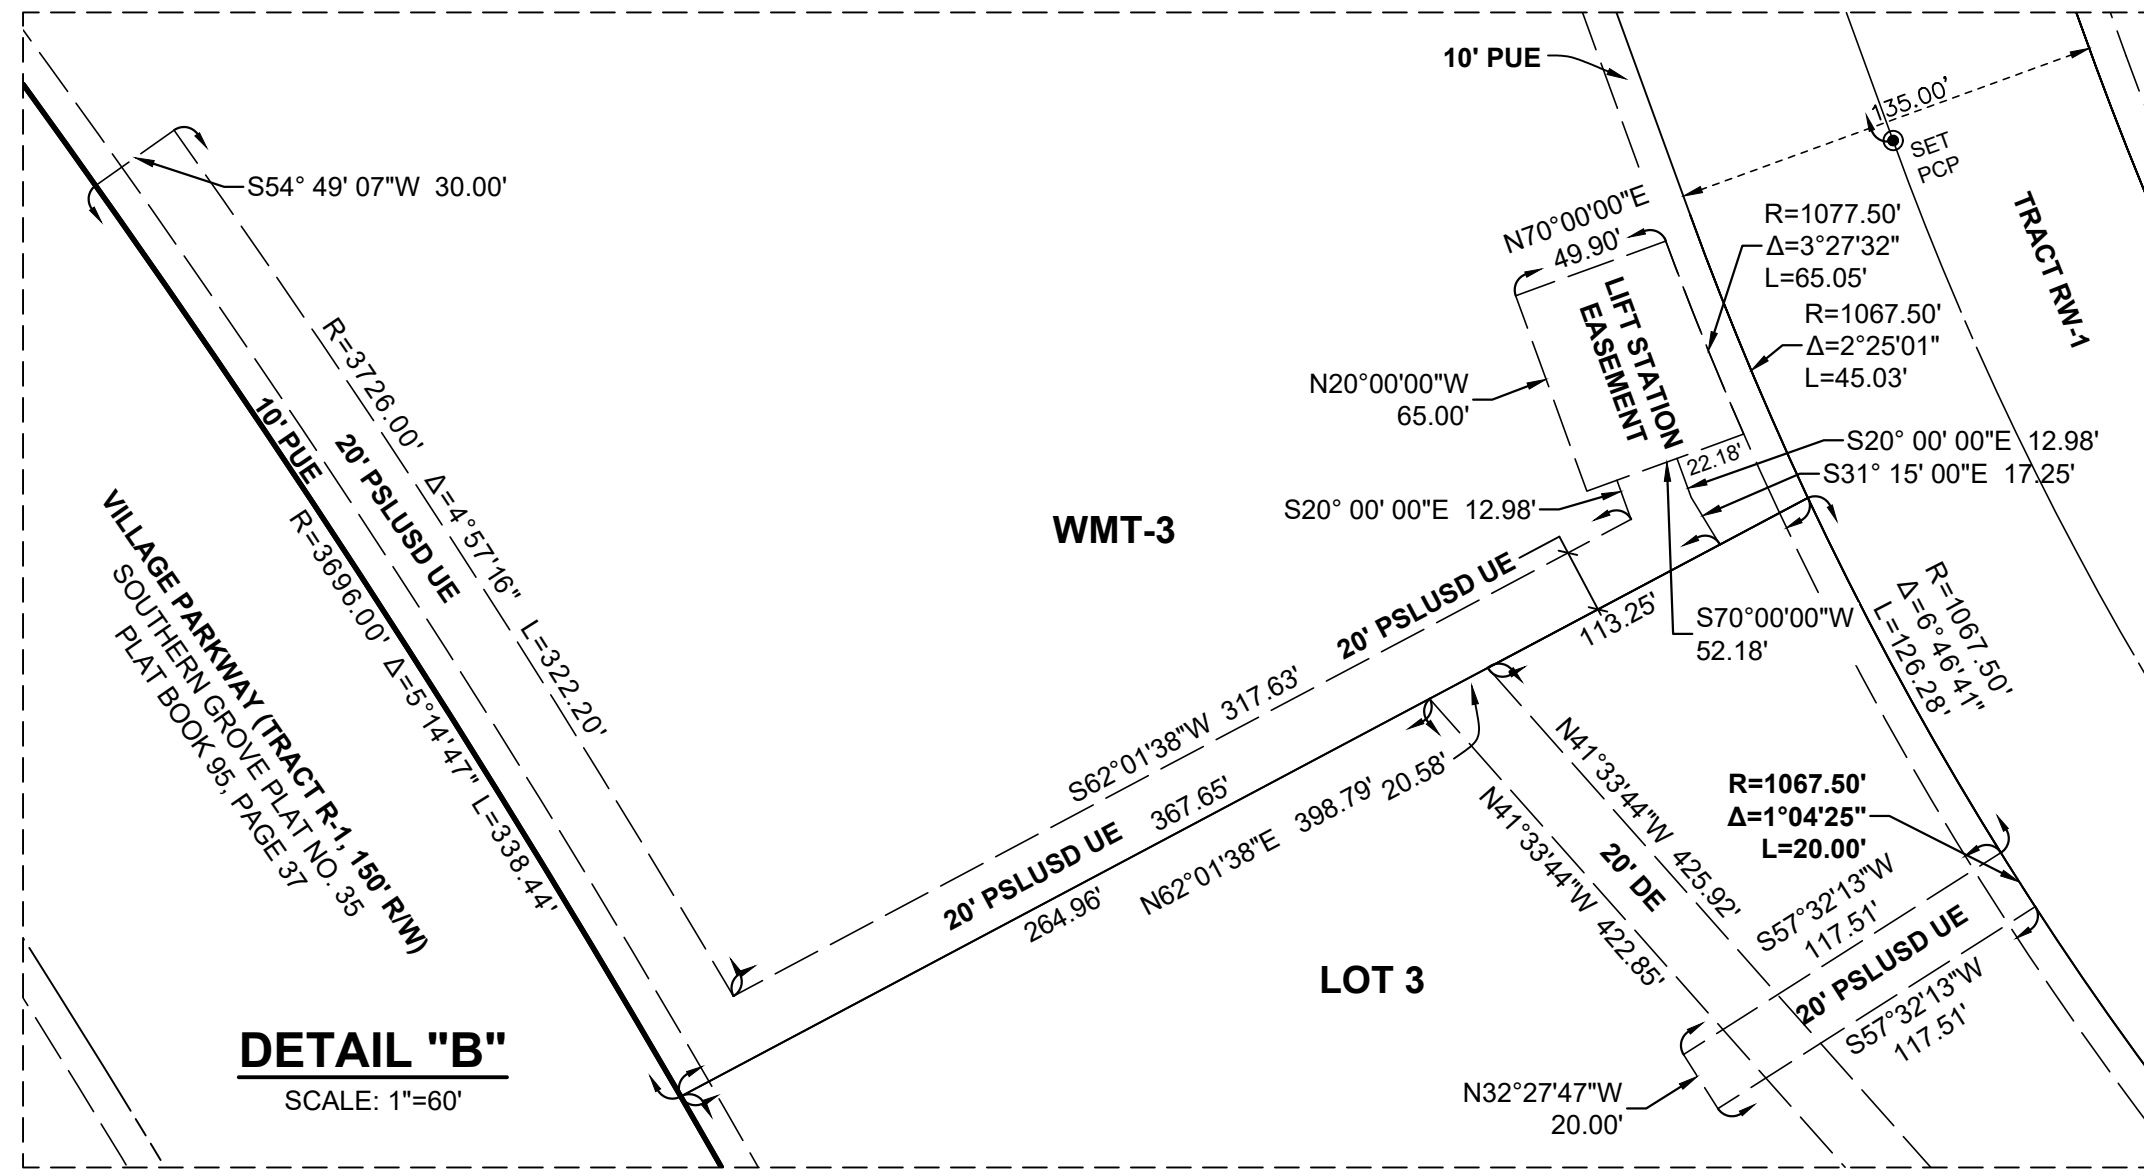 10' PUE
135.00'
SET
PCP
TRACT RW-1
S54° 49' 07"W 30.00'
N70°00'00"E
49.90'
LIFT STATION
EASEMENT
R=1077.50'
Δ=3°27'32"
L=65.05'
R=1067.50'
Δ=2°25'01"
L=45.03'
N20°00'00"W
65.00'
22.18'
S20° 00' 00"E 12.98'
S31° 15' 00"E 17.25'
S20° 00' 00"E 12.98'
R=3726.00' Δ=4°57'16" L=322.20'
10' PUE
20' PSLUSD UE
R=3696.00' Δ=5°14'47" L=338.44'
VILLAGE PARKWAY (TRACT R-1, 150' R/W)
SOUTHERN GROVE PLAT NO. 35
PLAT BOOK 95, PAGE 37
WMT-3
20' PSLUSD UE
113.25'
S70°00'00"W
52.18'
R=1067.50'
Δ=6°46'41"
L=126.28'
S62°01'38"W 317.63'
20' PSLUSD UE 367.65'
264.96' N62°01'38"E 398.79' 20.58'
N41°33'44"W 425.92'
20' DE
N41°33'44"W 422.85'
R=1067.50'
Δ=1°04'25"
L=20.00'
S57°32'13"W
117.51'
20' PSLUSD UE
S57°32'13"W
117.51'
LOT 3
N32°27'47"W
20.00'
DETAIL "B"
SCALE: 1"=60'